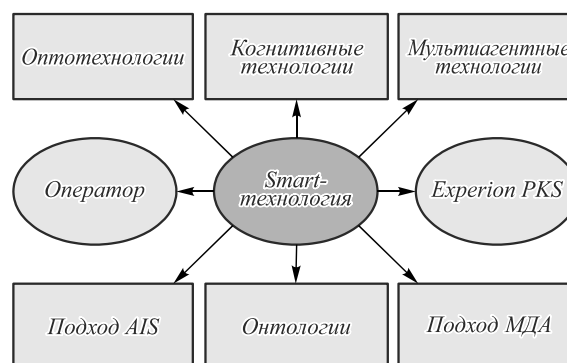 Оптотехнологии
Когнитивные
технологии
Мультиагентные
технологии
Оператор
Smart-
технология
Experion PKS
Подход AIS
Онтологии
Подход МДА